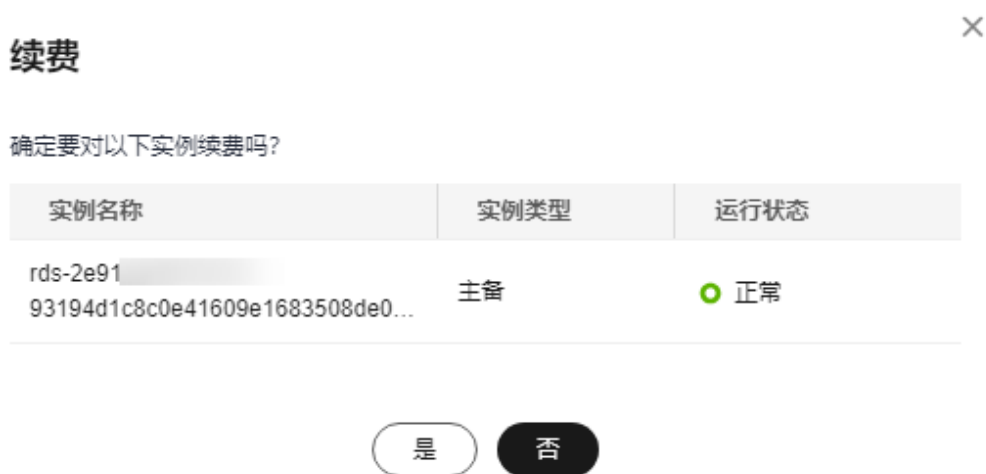 续费
确定要对以下实例续费吗?
实例名称 实例类型 运行状态
rds-2e91
93194d1c8c0e41609e1683508de0...
主备
正常
是 否